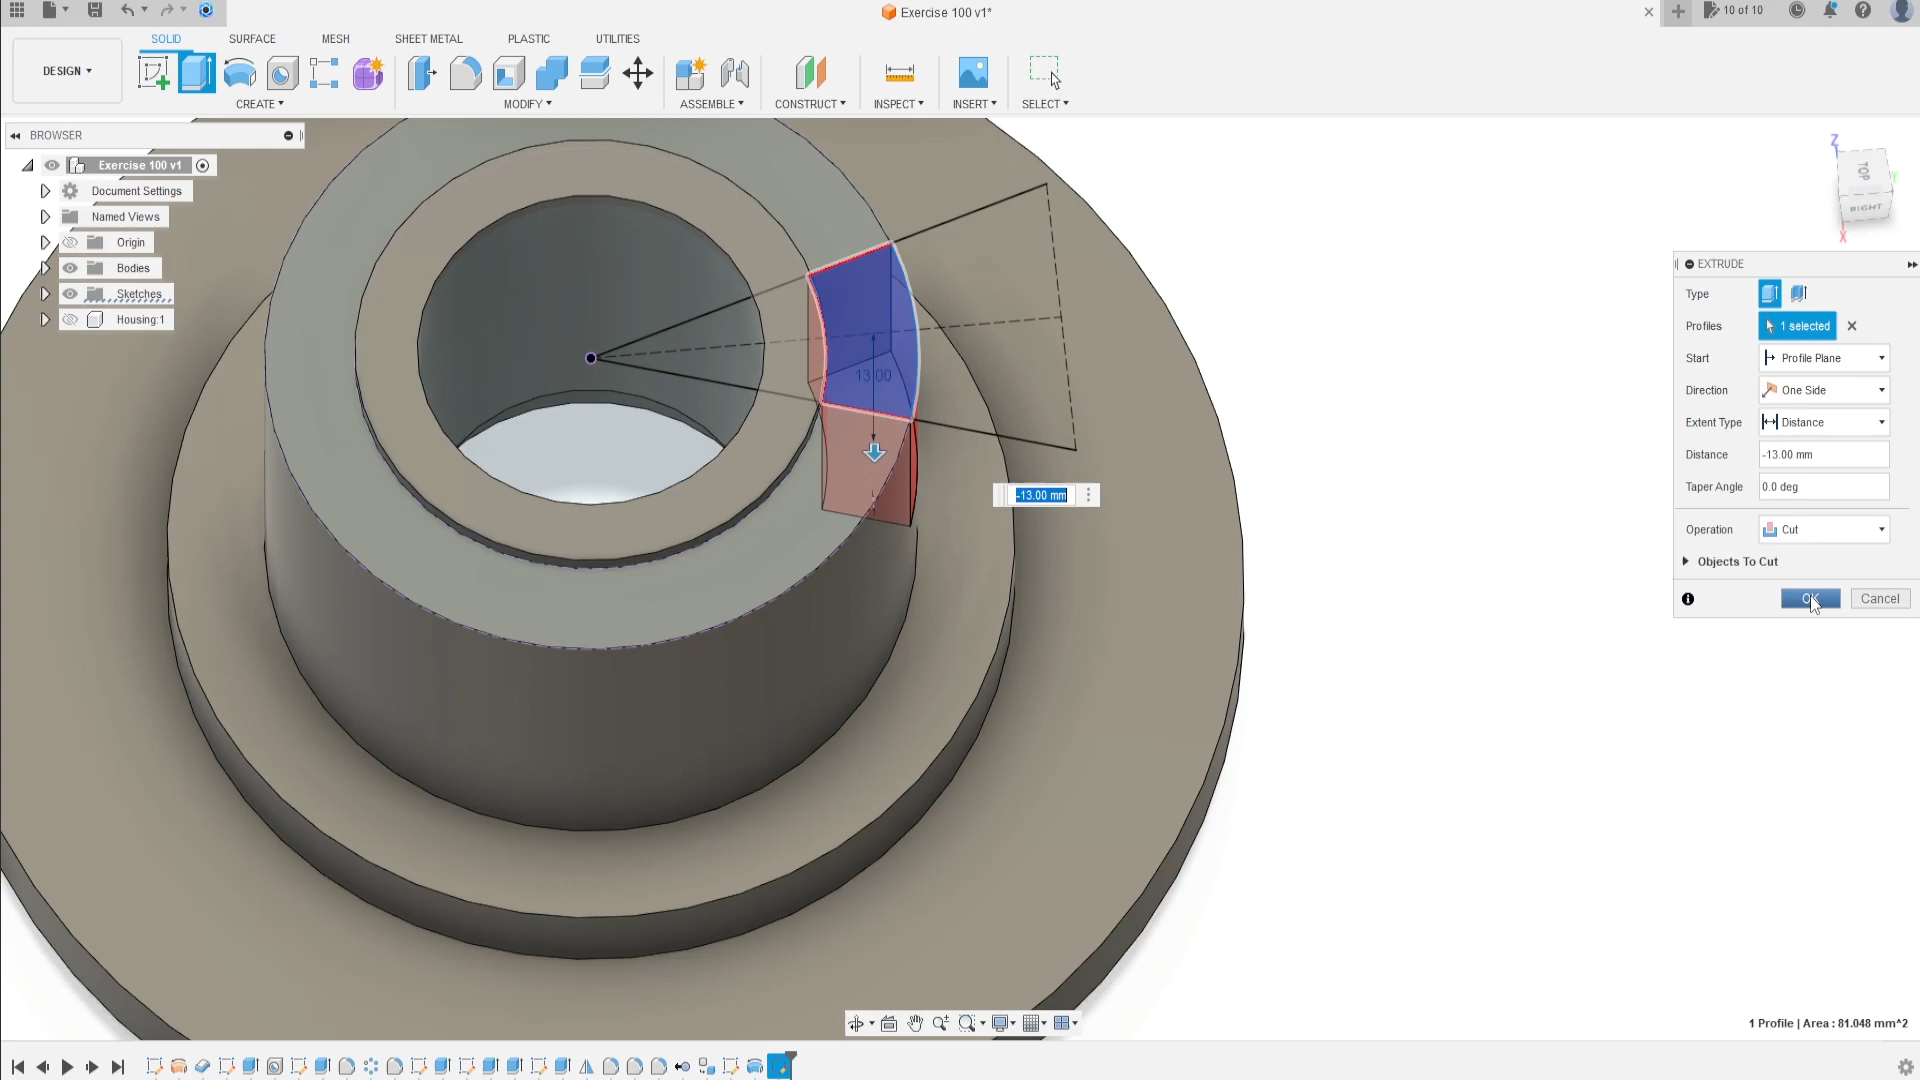 Exercise 100 v1*
10 of 10
SOLID
SURFACE
MESH
SHEET METAL
PLASTIC
UTILITIES
DESIGN
CREATE
MODIFY
ASSEMBLE
CONSTRUCT
INSPECT
INSERT
SELECT
BROWSER
Exercise 100 v1
Document Settings
Named Views
Origin
Bodies
Sketches
Housing:1
Z
TOP
RIGHT
Y
X
13.00
-13.00 mm
EXTRUDE
Type
Profiles 1 selected
Start Profile Plane
Direction One Side
Extent Type Distance
Distance -13.00 mm
Taper Angle 0.0 deg
Operation Cut
Objects To Cut
OK Cancel
1 Profile | Area : 81.048 mm^2